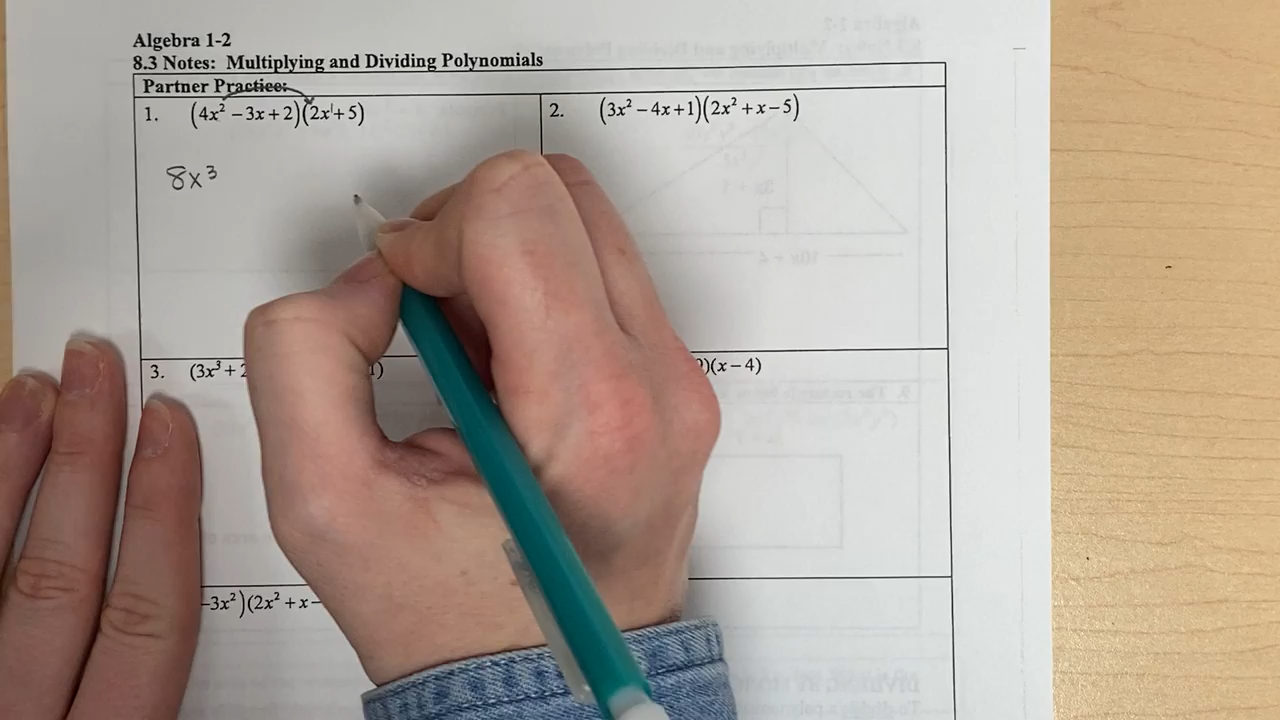 Algebra 1-2
8.3 Notes: Multiplying and Dividing Polynomials
Partner Practice:
1. (4x² – 3x + 2)(2x¹ + 5)
2. (3x² – 4x + 1)(2x² + x – 5)
8x³
3. (3x³ + 2
)(x – 4)
–3x²)(2x² + x –